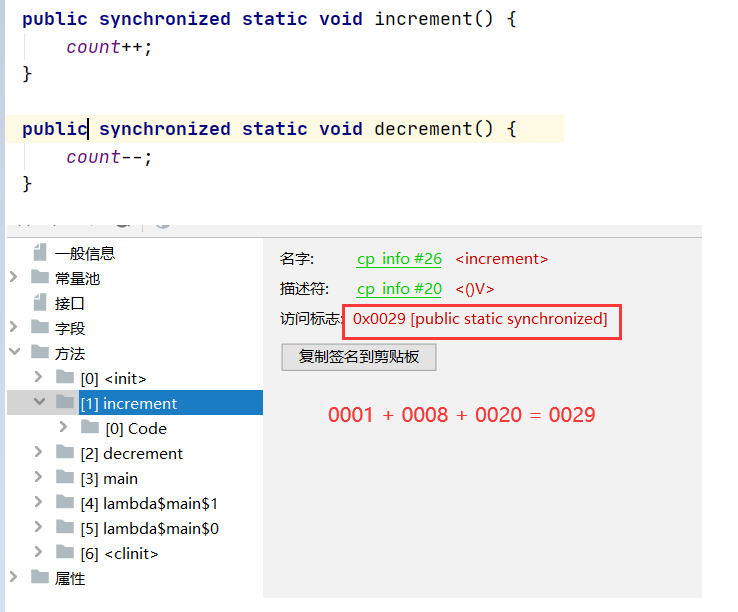 public synchronized static void increment() {
    count++;
}
public synchronized static void decrement() {
    count--;
}
一般信息
常量池
接口
字段
方法
[0] <init>
[1] increment
[0] Code
[2] decrement
[3] main
[4] lambda$main$1
[5] lambda$main$0
[6] <clinit>
属性
名字: cp_info #26 <increment>
描述符: cp_info #20 <()V>
访问标志: 0x0029 [public static synchronized]
复制签名到剪贴板
0001 + 0008 + 0020 = 0029